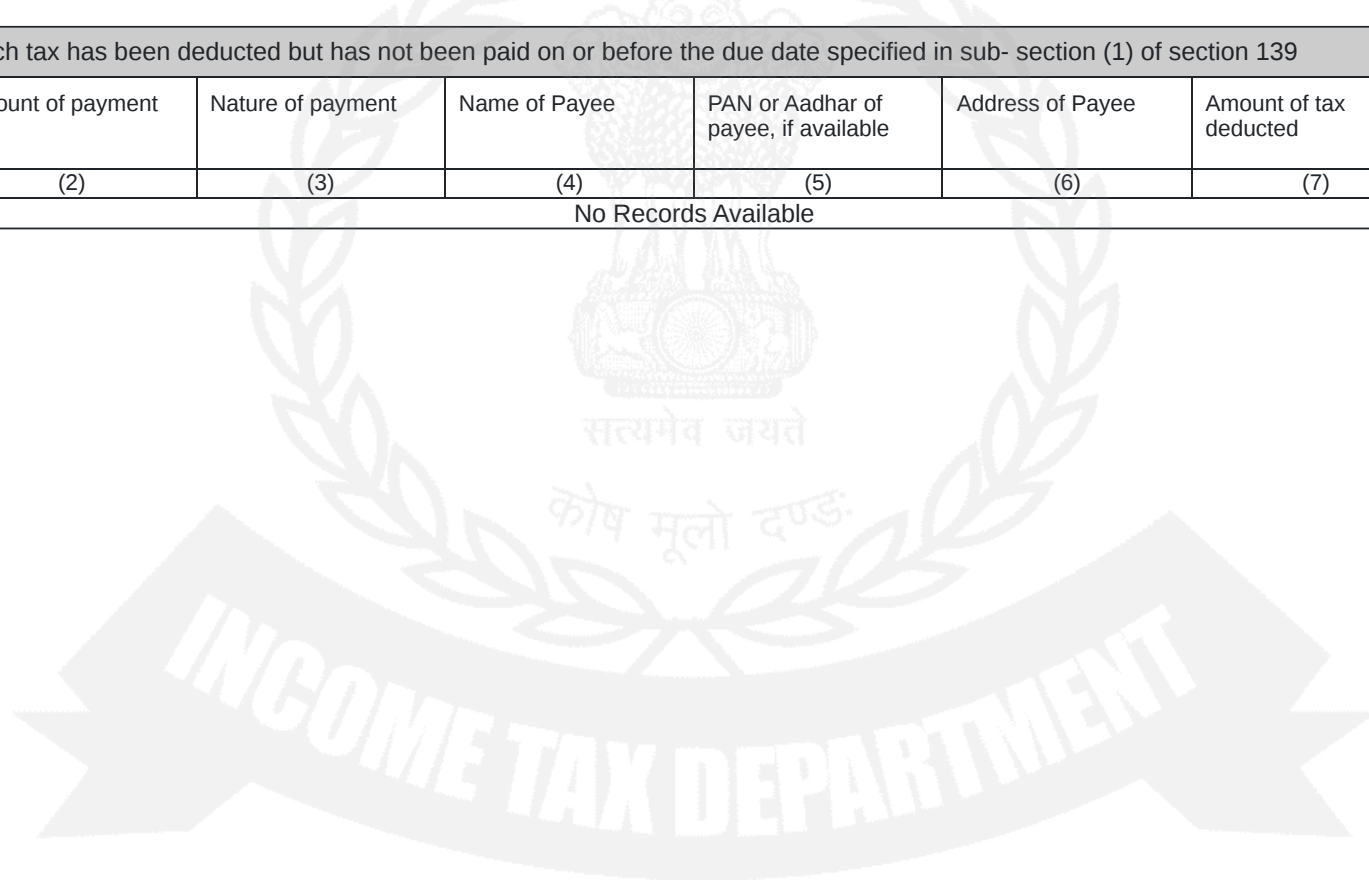 ch tax has been deducted but has not been paid on or before the due date specified in sub- section (1) of section 139
ount of payment
Nature of payment
Name of Payee
PAN or Aadhar of
payee, if available
Address of Payee
Amount of tax
deducted
(2) (3) (4) (5) (6) (7)
No Records Available
सत्यमेव जयते
कोष मूलो दण्डः
INCOME TAX DEPARTMENT